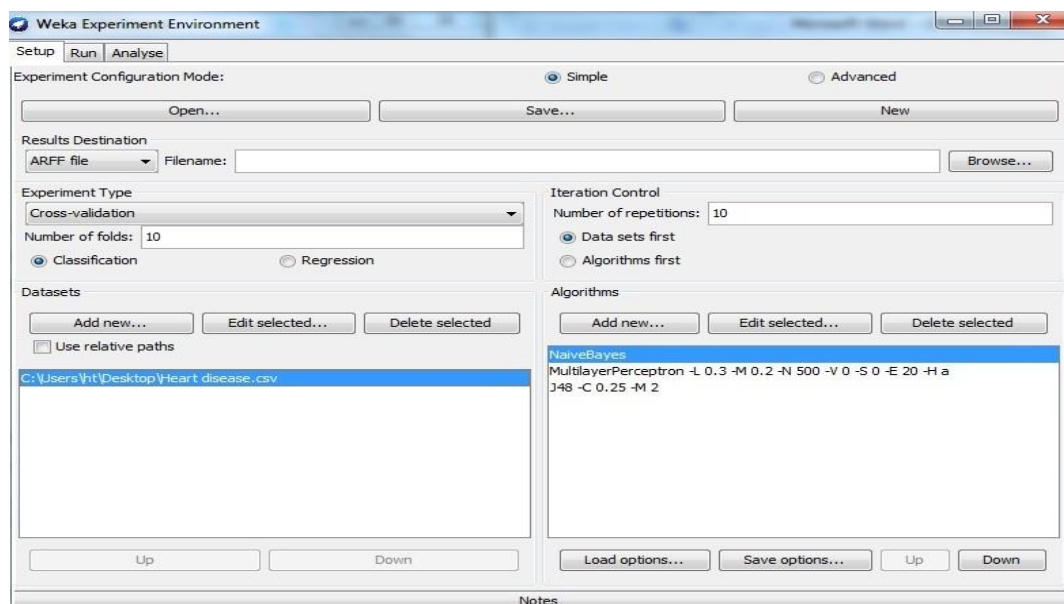 Weka Experiment Environment
Setup Run Analyse
Experiment Configuration Mode: Simple Advanced
Open... Save... New
Results Destination
ARFF file Filename: Browse...
Experiment Type Iteration Control
Cross-validation Number of repetitions: 10
Number of folds: 10 Data sets first
Classification Regression Algorithms first
Datasets Algorithms
Add new... Edit selected... Delete selected Add new... Edit selected... Delete selected
Use relative paths
NaiveBayes
C:\Users\ht\Desktop\Heart disease.csv MultilayerPerceptron -L 0.3 -M 0.2 -N 500 -V 0 -S 0 -E 20 -H a
J48 -C 0.25 -M 2
Up Down Load options... Save options... Up Down
Notes